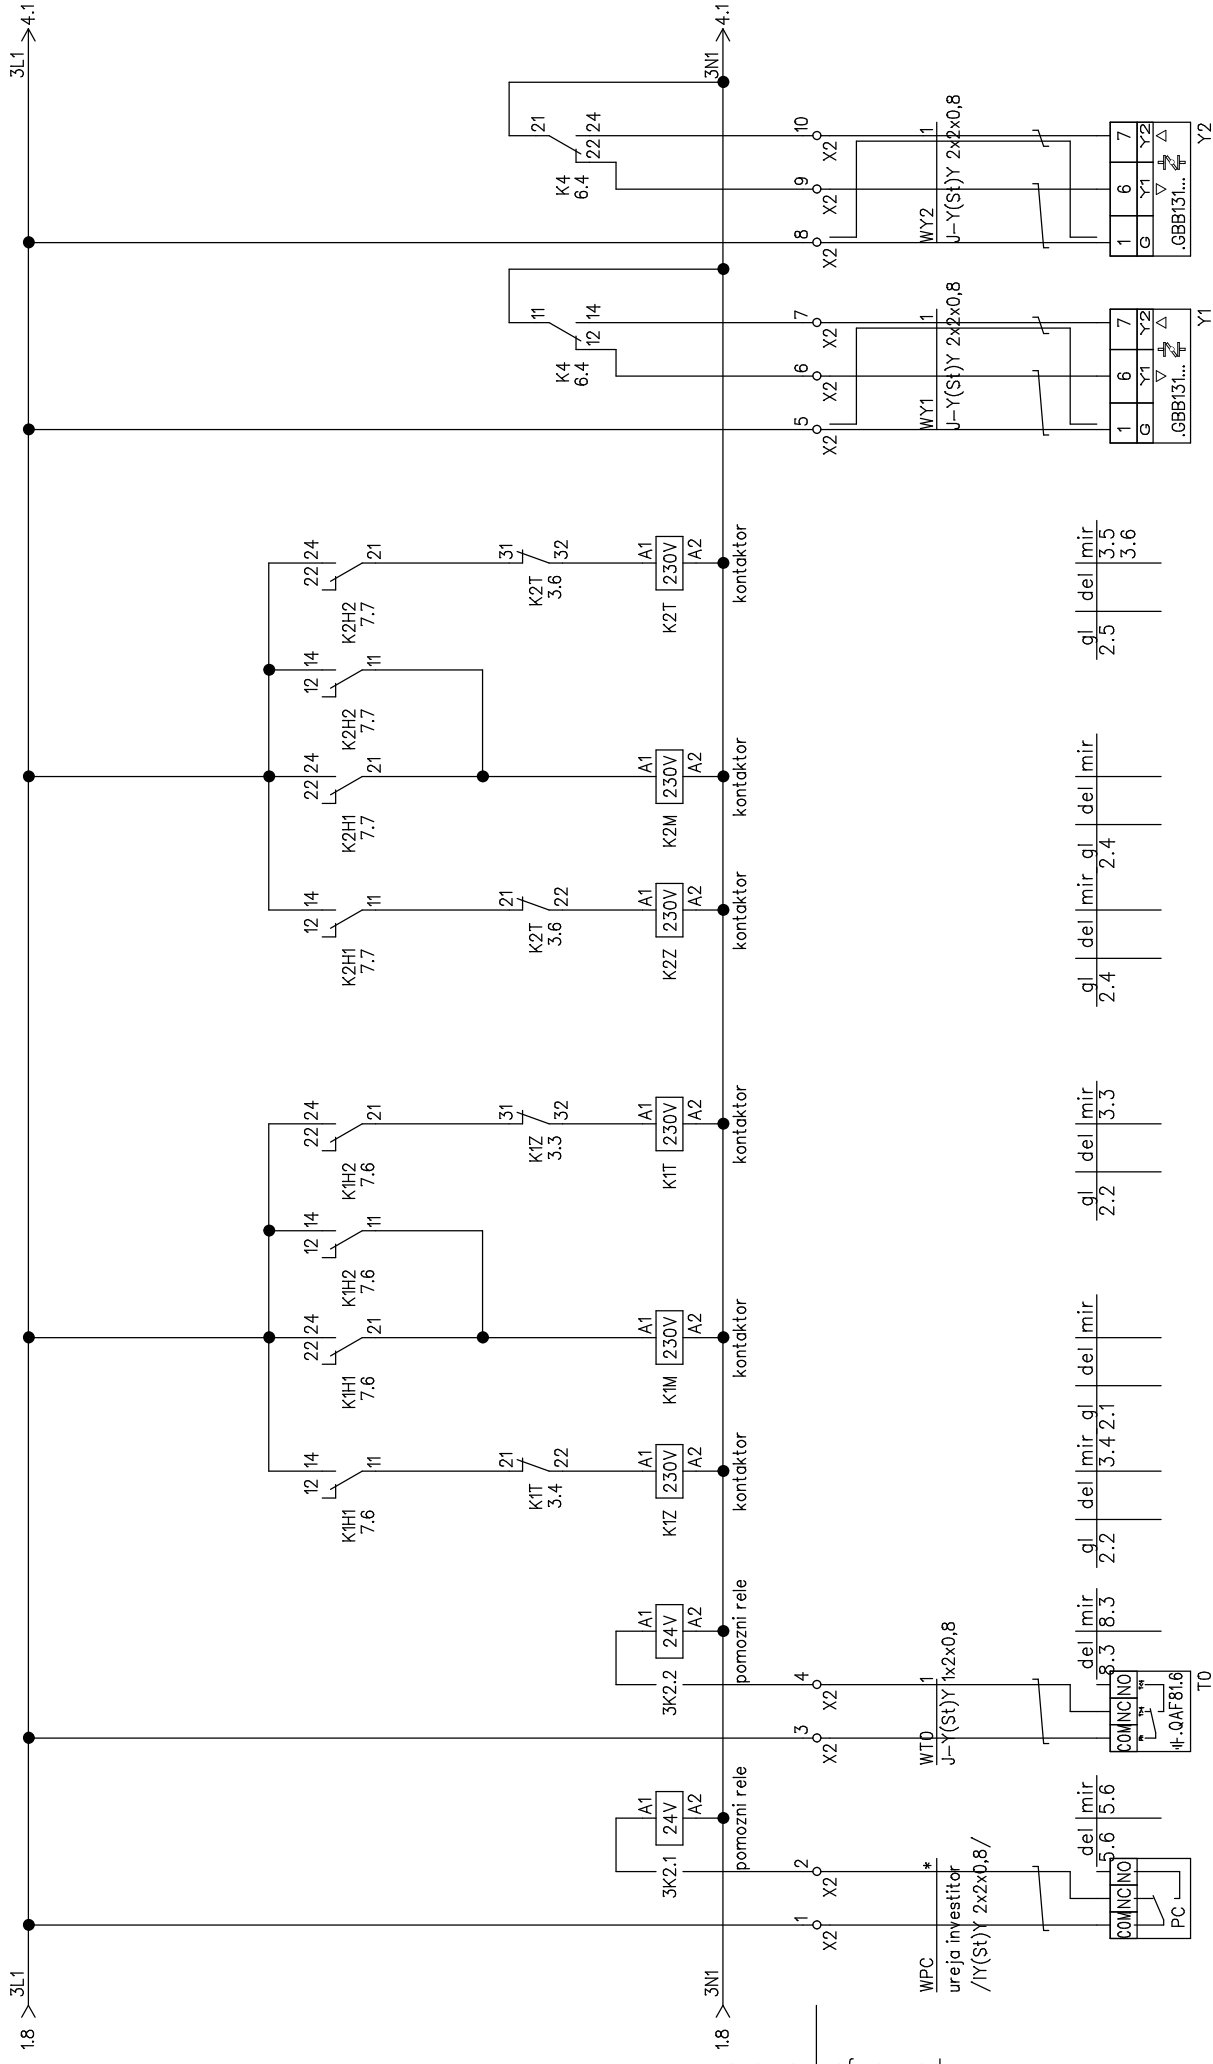 1.8
3L1
3L1
4.1
1.8
3N1
3N1
4.1
3K2.1
A1
24V
A2
pomozni rele
1
X2
2
X2
WPC
*
ureja investitor
/IY(St)Y 2x2x0,8/
COM
NC
NO
PC
del
mir
5.6
5.6
3K2.2
A1
24V
A2
pomozni rele
3
X2
4
X2
WT0
1
J-Y(St)Y 1x2x0,8
COM
NC
NO
.QAF81.6
T0
del
mir
8.3
8.3
12
14
11
K1H1
7.6
21
22
K1T
3.4
A1
230V
A2
K1Z
kontaktor
gl
del
mir
2.2
3.4
22
24
21
K1H1
7.6
A1
230V
A2
K1M
kontaktor
gl
del
mir
2.1
12
14
11
K1H2
7.6
22
24
21
K1H2
7.6
31
32
K1Z
3.3
A1
230V
A2
K1T
kontaktor
gl
del
mir
2.2
3.3
12
14
11
K2H1
7.7
21
22
K2T
3.6
A1
230V
A2
K2Z
kontaktor
gl
del
mir
2.4
22
24
21
K2H1
7.7
A1
230V
A2
K2M
kontaktor
gl
del
mir
2.4
12
14
11
K2H2
7.7
22
24
21
K2H2
7.7
31
32
K2T
3.6
A1
230V
A2
K2T
kontaktor
gl
del
mir
2.5
3.5
3.6
11
12
14
K4
6.4
5
X2
6
X2
7
X2
WY1
1
J-Y(St)Y 2x2x0,8
1
6
7
G
Y1
Y2
.GBB131...
Y1
21
22
24
K4
6.4
8
X2
9
X2
10
X2
WY2
1
J-Y(St)Y 2x2x0,8
1
6
7
G
Y1
Y2
.GBB131...
Y2